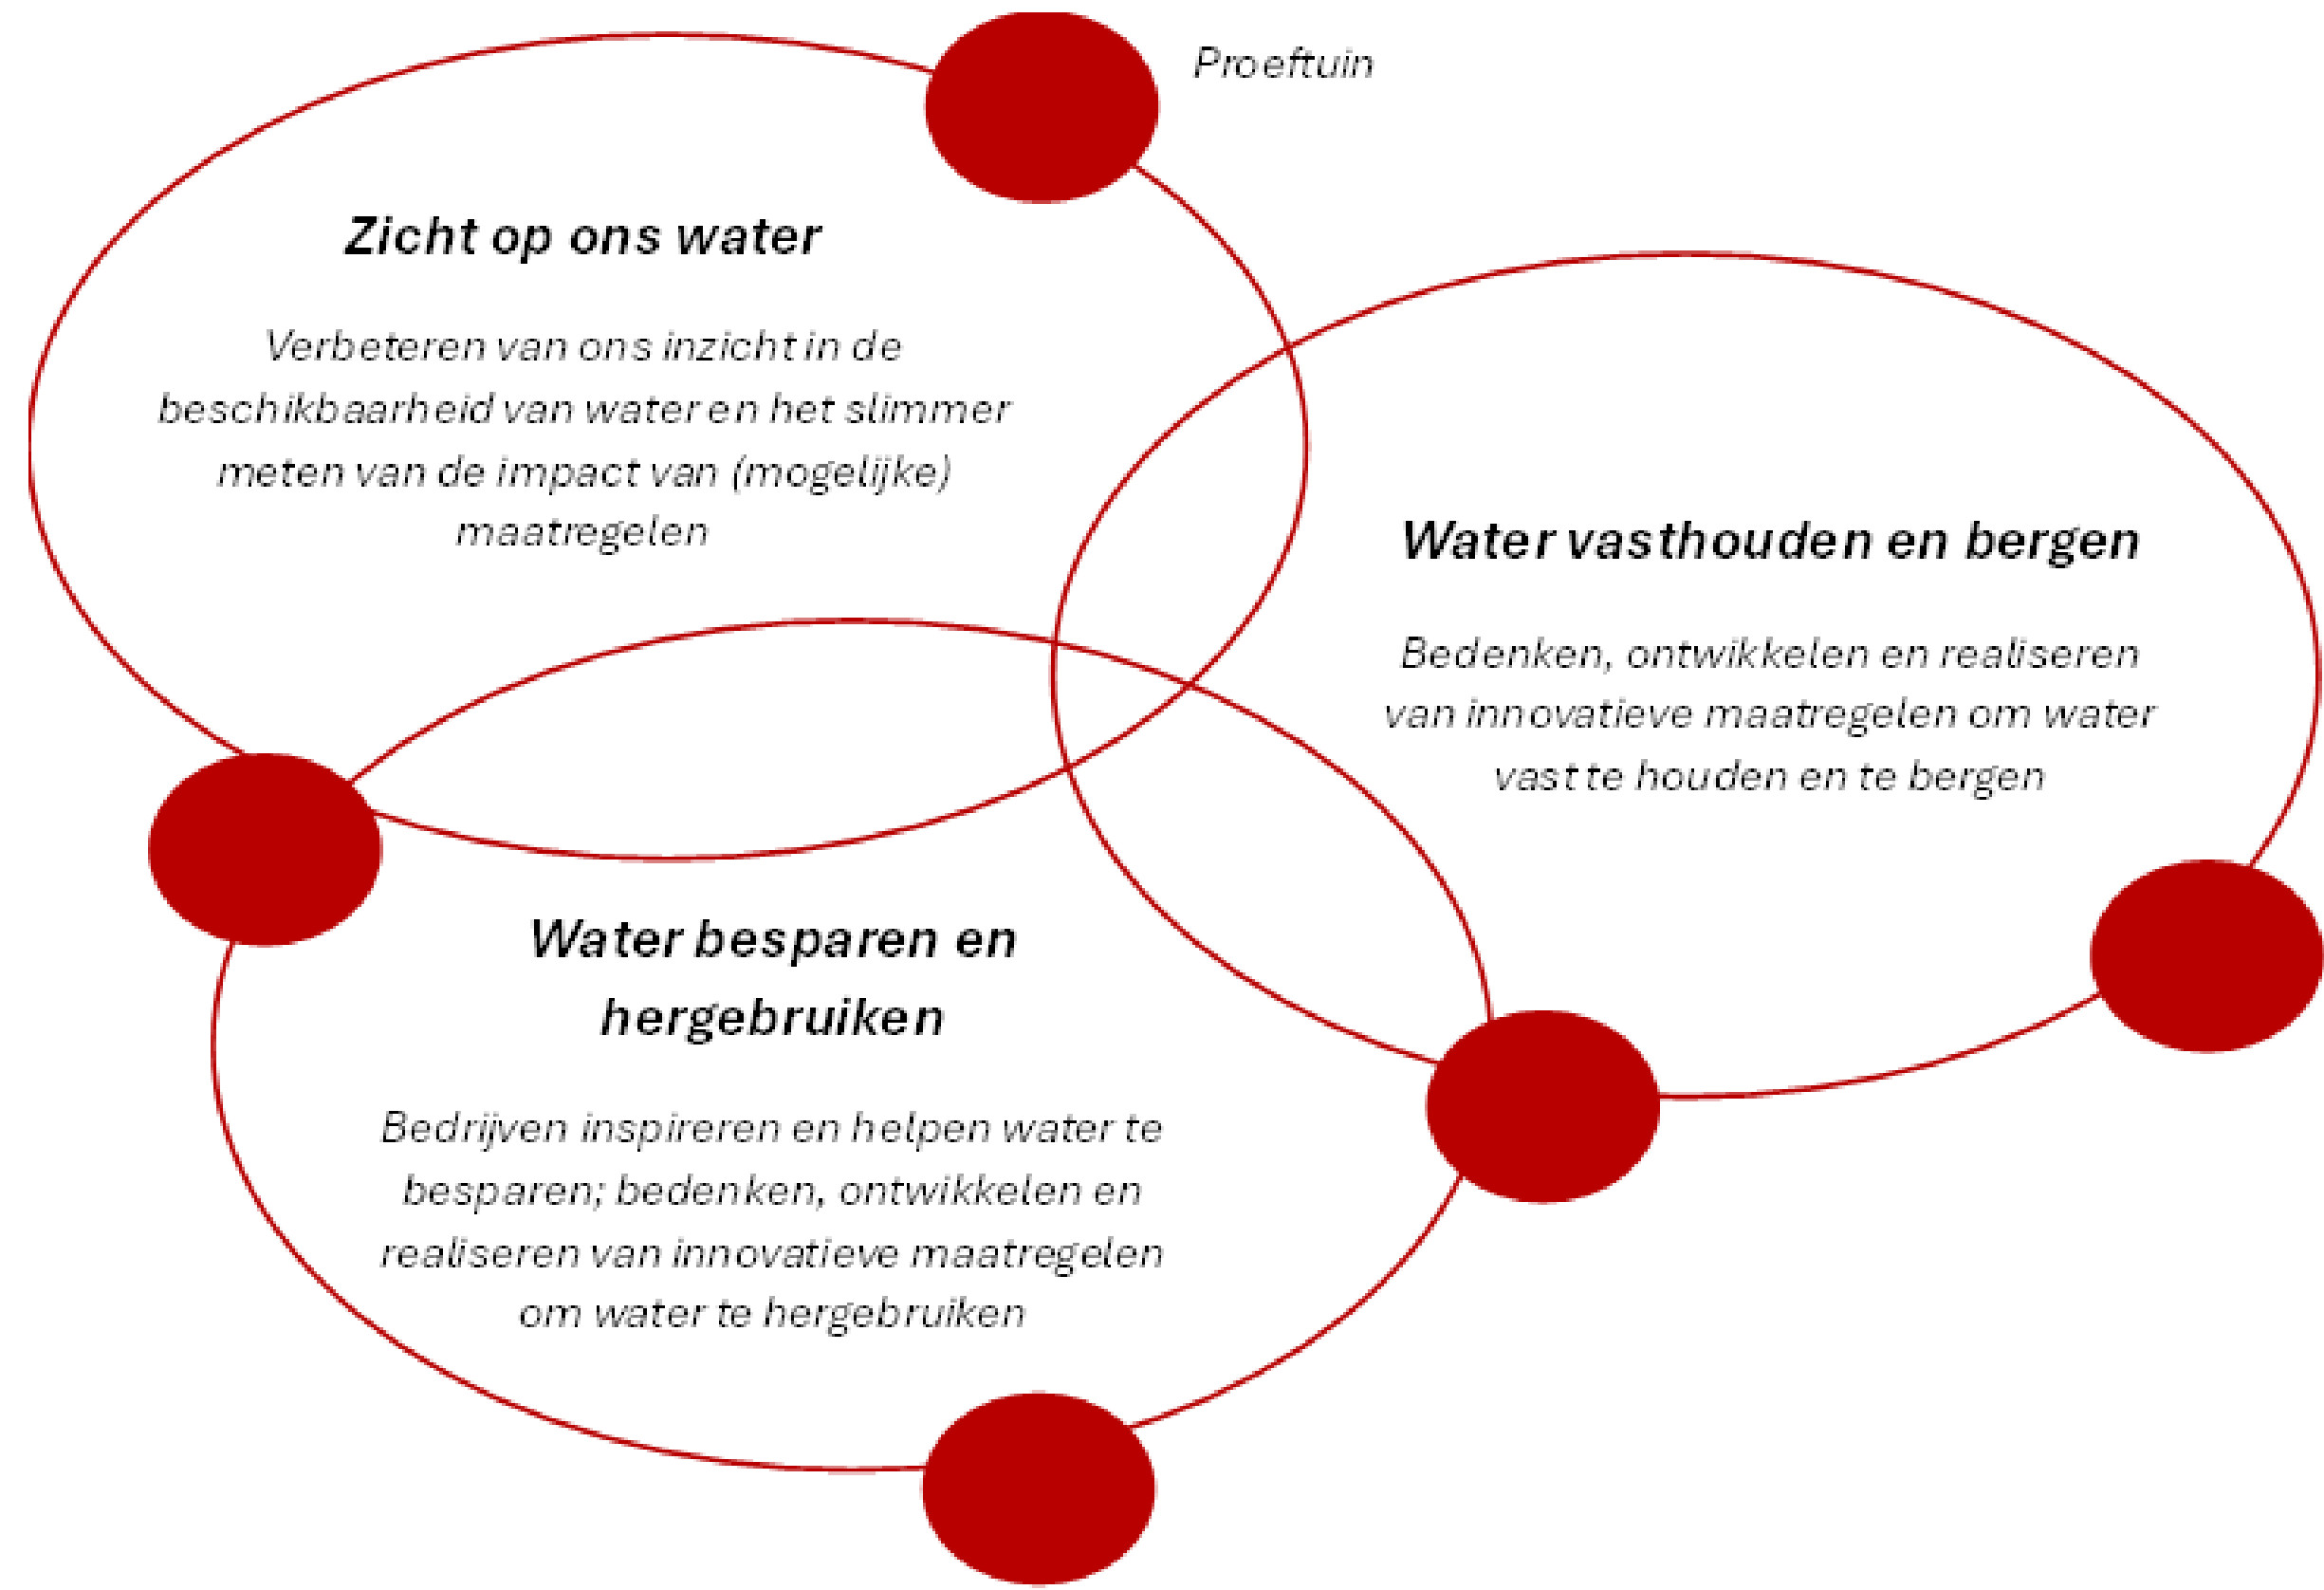 Proeftuin
Zicht op ons water
Verbeteren van ons inzicht in de
beschikbaarheid van water en het slimmer
meten van de impact van (mogelijke)
maatregelen
Water vasthouden en bergen
Bedenken, ontwikkelen en realiseren
van innovatieve maatregelen om water
vast te houden en te bergen
Water besparen en
hergebruiken
Bedrijven inspireren en helpen water te
besparen; bedenken, ontwikkelen en
realiseren van innovatieve maatregelen
om water te hergebruiken